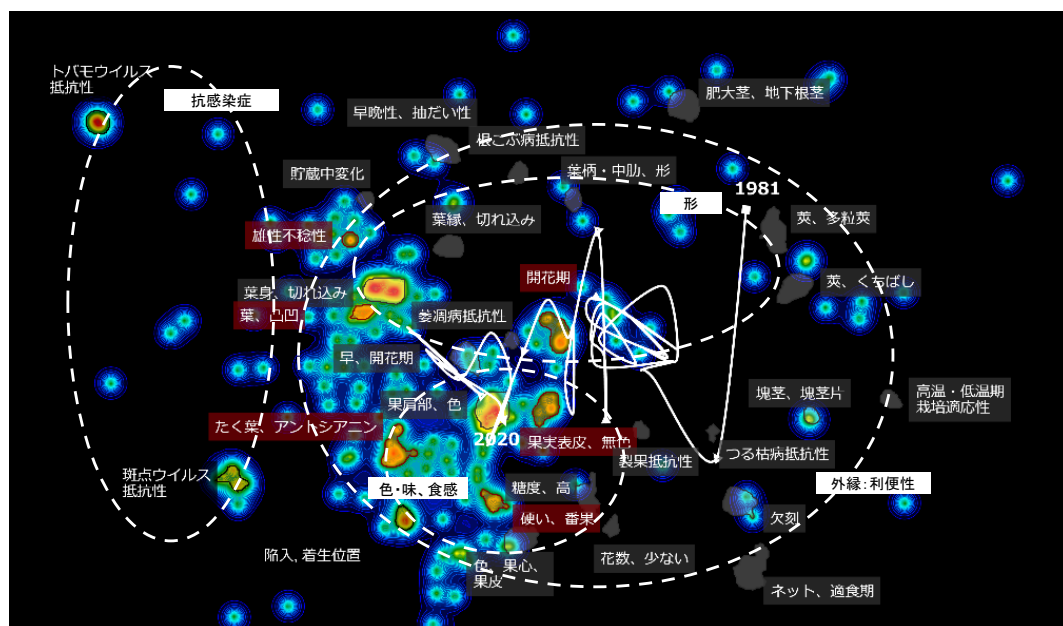 トバモウイルス
抵抗性
抗感染症
早晩性、抽だい性
肥大茎、地下根茎
根こぶ病抵抗性
貯蔵中変化
葉柄・中肋、形
1981
形
葉縁、切れ込み
莢、多粒莢
雄性不稔性
開花期
莢、くちばし
葉身、切れ込み
葉、凸凹
萎凋病抵抗性
早、開花期
塊茎、塊茎片
高温・低温期
栽培適応性
果肩部、色
たく葉、アントシアニン
2020
果実表皮、無色
裂果抵抗性
つる枯病抵抗性
斑点ウイルス
抵抗性
色・味、食感
糖度、高
外縁：利便性
硬い、番果
欠刻
陥入,着生位置
色、果心、
果皮
花数、少ない
ネット、適食期